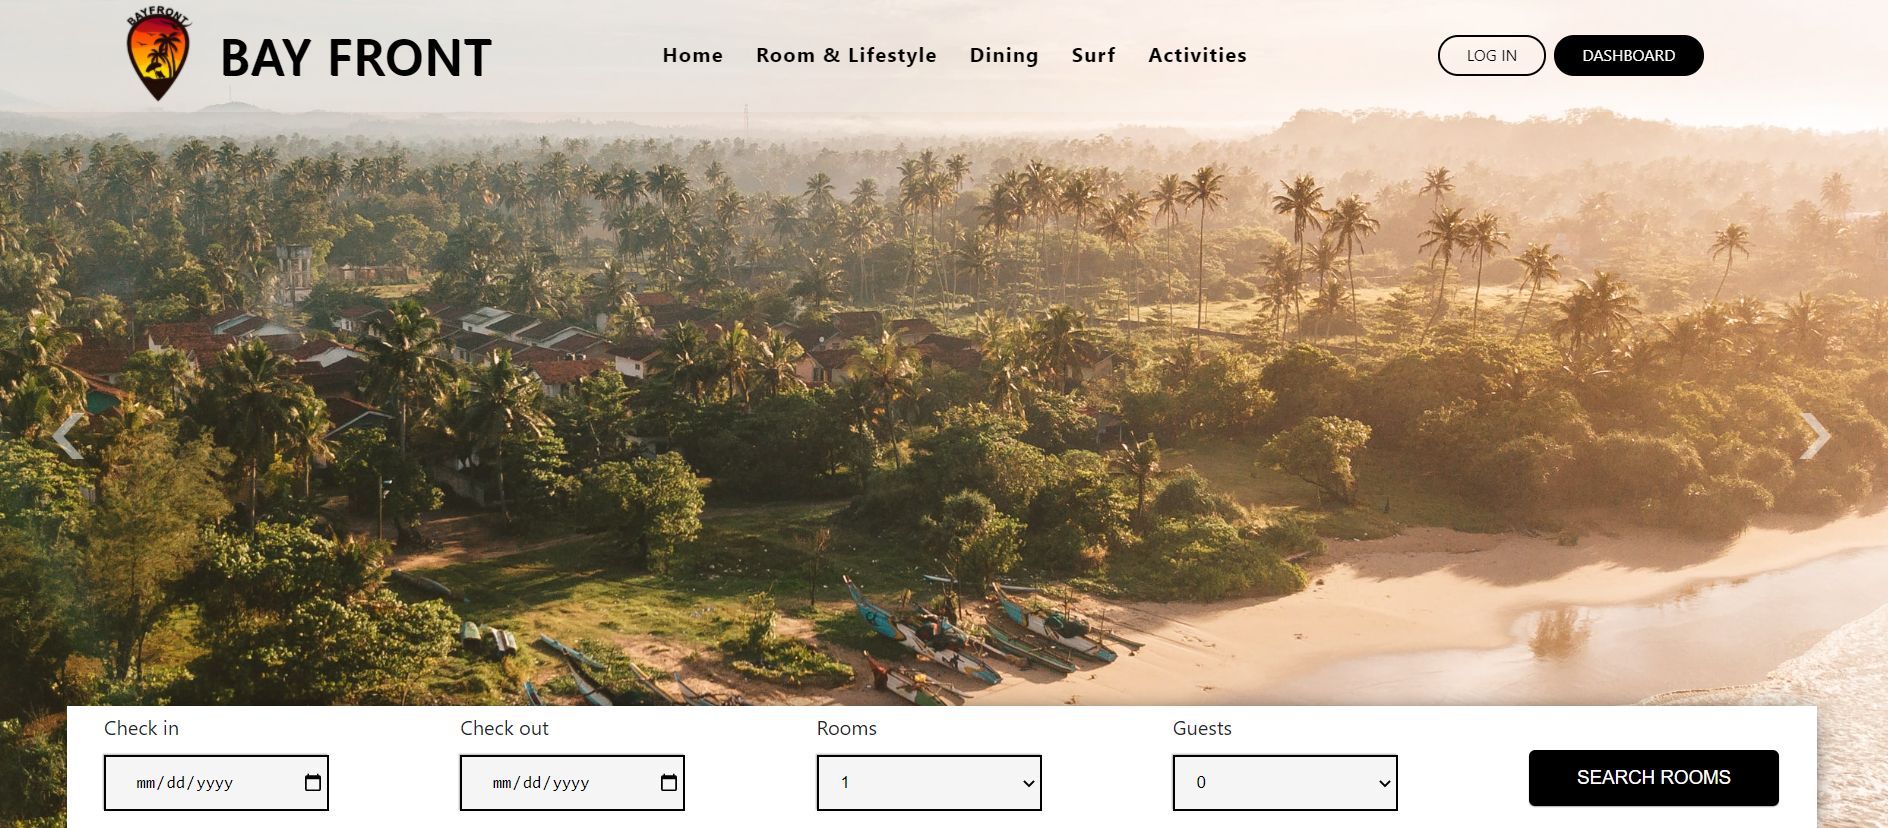 BAYFRONT
BAY FRONT
Home Room & Lifestyle Dining Surf Activities
LOG IN DASHBOARD
Check in Check out Rooms Guests
mm/dd/yyyy mm/dd/yyyy 1 0 SEARCH ROOMS